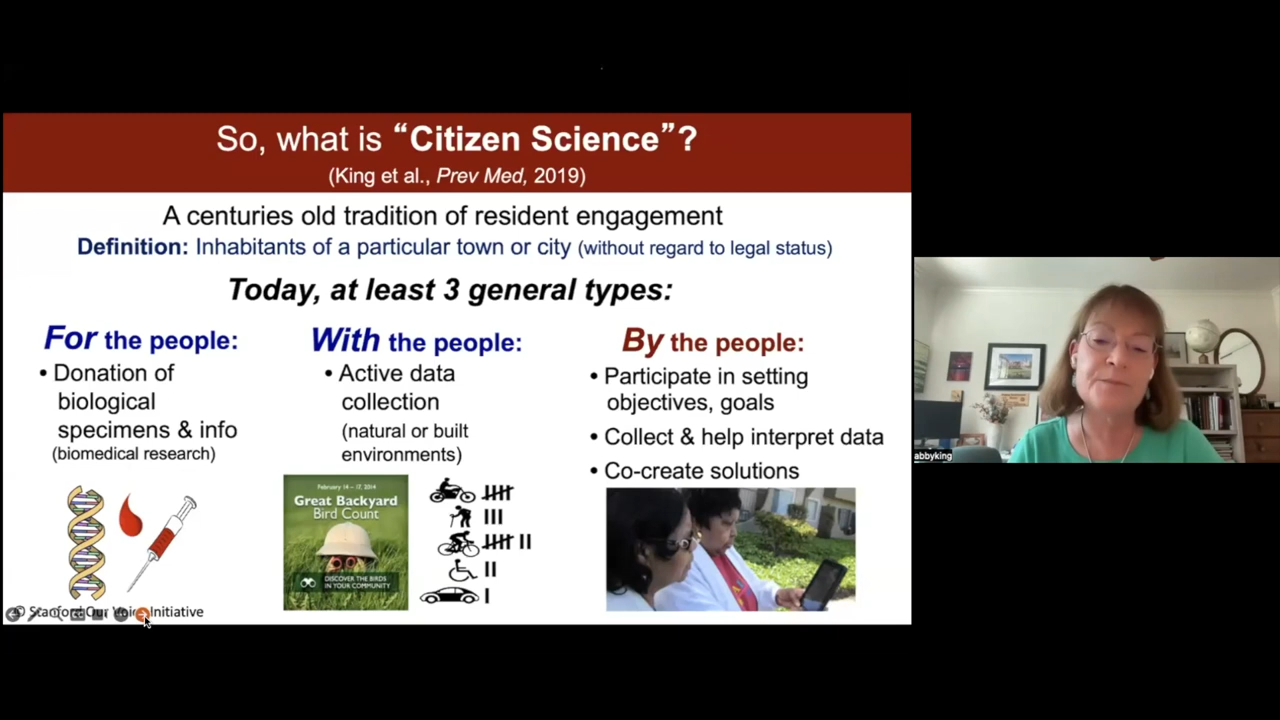 So, what is “Citizen Science”?
(King et al., Prev Med, 2019)
A centuries old tradition of resident engagement
Definition: Inhabitants of a particular town or city (without regard to legal status)
Today, at least 3 general types:
For the people:
• Donation of
biological
specimens & info
(biomedical research)
With the people:
• Active data
collection
(natural or built
environments)
February 14 – 17, 2014
Great Backyard
Bird Count
DISCOVER THE BIRDS
IN YOUR COMMUNITY
By the people:
• Participate in setting
objectives, goals
• Collect & help interpret data
• Co-create solutions
© Stanford Our Voice Initiative
abbyking